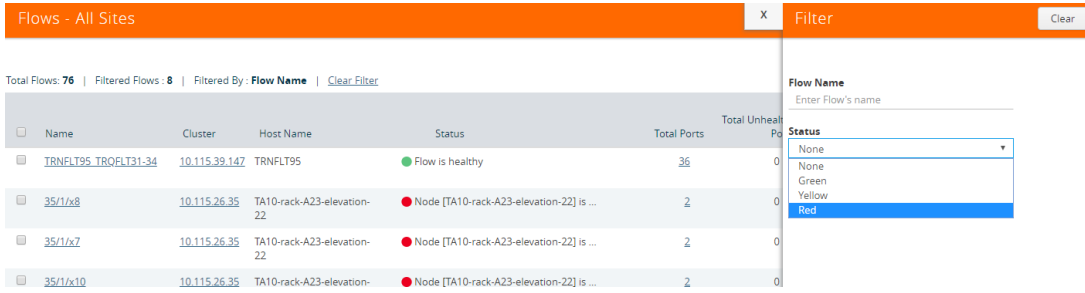 Flows - All Sites
X
Filter
Clear
Total Flows: 76 | Filtered Flows : 8 | Filtered By : Flow Name | Clear Filter
Flow Name
Enter Flow's name
Name Cluster Host Name Status Total Ports Total Unhealt
Po
Status
None
None
Green
Yellow
Red
TRNFLT95_TRQFLT31-34 10.115.39.147 TRNFLT95 Flow is healthy 36 0
35/1/x8 10.115.26.35 TA10-rack-A23-elevation- Node [TA10-rack-A23-elevation-22] is ... 2 0
22
35/1/x7 10.115.26.35 TA10-rack-A23-elevation- Node [TA10-rack-A23-elevation-22] is ... 2 0
22
35/1/x10 10.115.26.35 TA10-rack-A23-elevation- Node [TA10-rack-A23-elevation-22] is ... 2 0